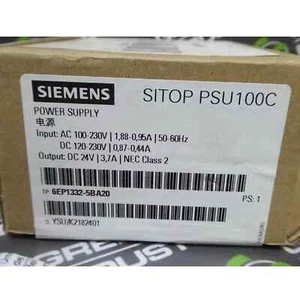 SIEMENS
SITOP PSU100C
POWER SUPPLY
电源
Input: AC 100-230V | 1,88-0,95A | 50-60Hz
DC 120-230V | 0,87-0,44A
Output: DC 24V | 3,7A | NEC Class 2
1P 6EP1332-5BA20
PS: 1